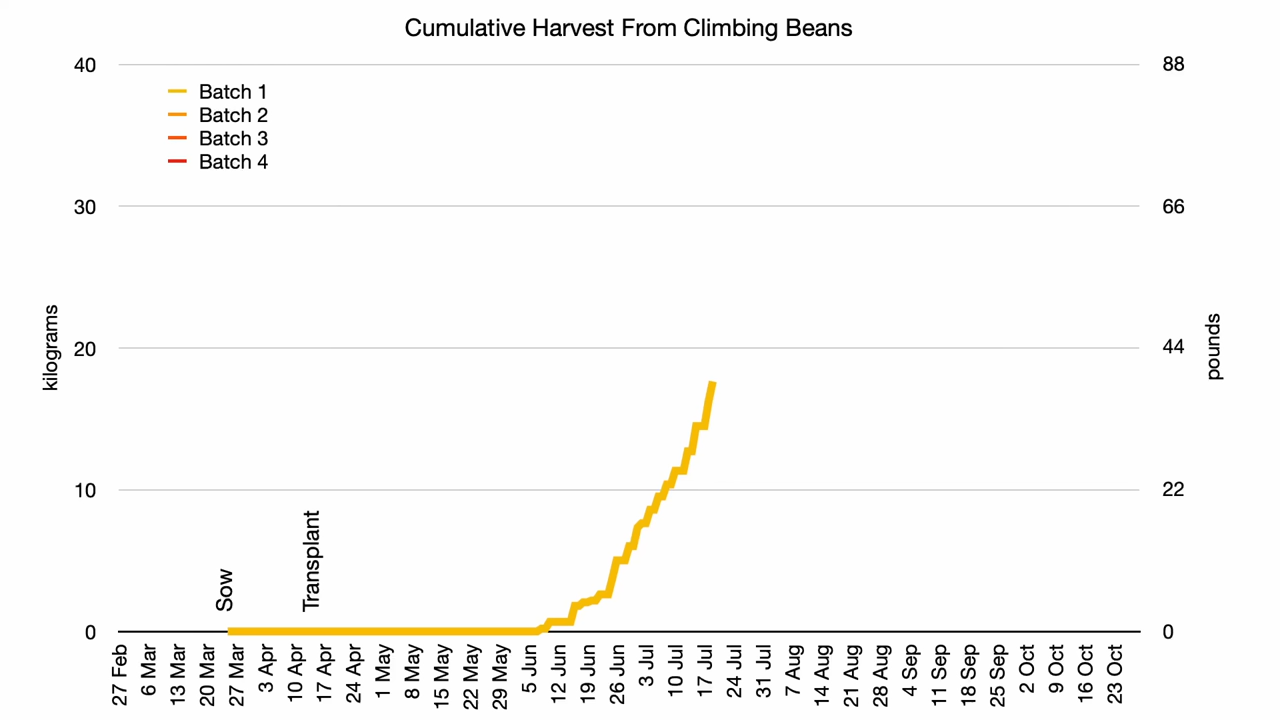 Cumulative Harvest From Climbing Beans
40
88
Batch 1
Batch 2
Batch 3
Batch 4
30
66
kilograms
pounds
20
44
10
22
Sow
Transplant
0
0
27 Feb
6 Mar
13 Mar
20 Mar
27 Mar
3 Apr
10 Apr
17 Apr
24 Apr
1 May
8 May
15 May
22 May
29 May
5 Jun
12 Jun
19 Jun
26 Jun
3 Jul
10 Jul
17 Jul
24 Jul
31 Jul
7 Aug
14 Aug
21 Aug
28 Aug
4 Sep
11 Sep
18 Sep
25 Sep
2 Oct
9 Oct
16 Oct
23 Oct